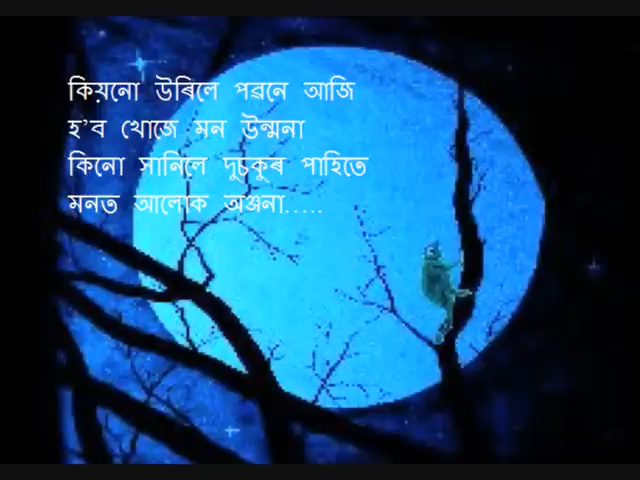 কিয়নো উৰিলে পৱনে আজি
হ’ব খোজে মন উন্মনা
কিনো সানিলে দুচকুৰ পাহিতে
মনত আলোক অঞ্জনা.....